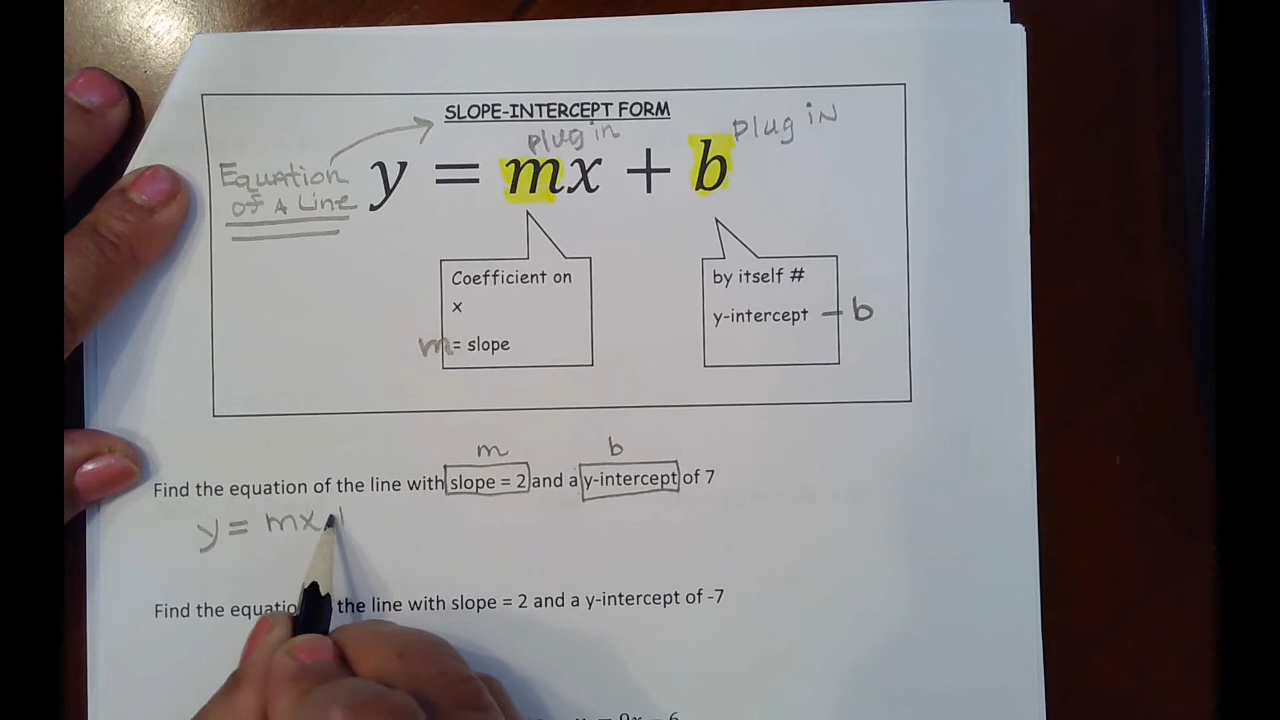 SLOPE-INTERCEPT FORM
plug in
plug iN
EQuation
OF A Line
y = mx + b
Coefficient on
x
m = slope
by itself #
y-intercept – b
m
b
Find the equation of the line with slope = 2 and a y-intercept of 7
y = mx
Find the equatio the line with slope = 2 and a y-intercept of -7